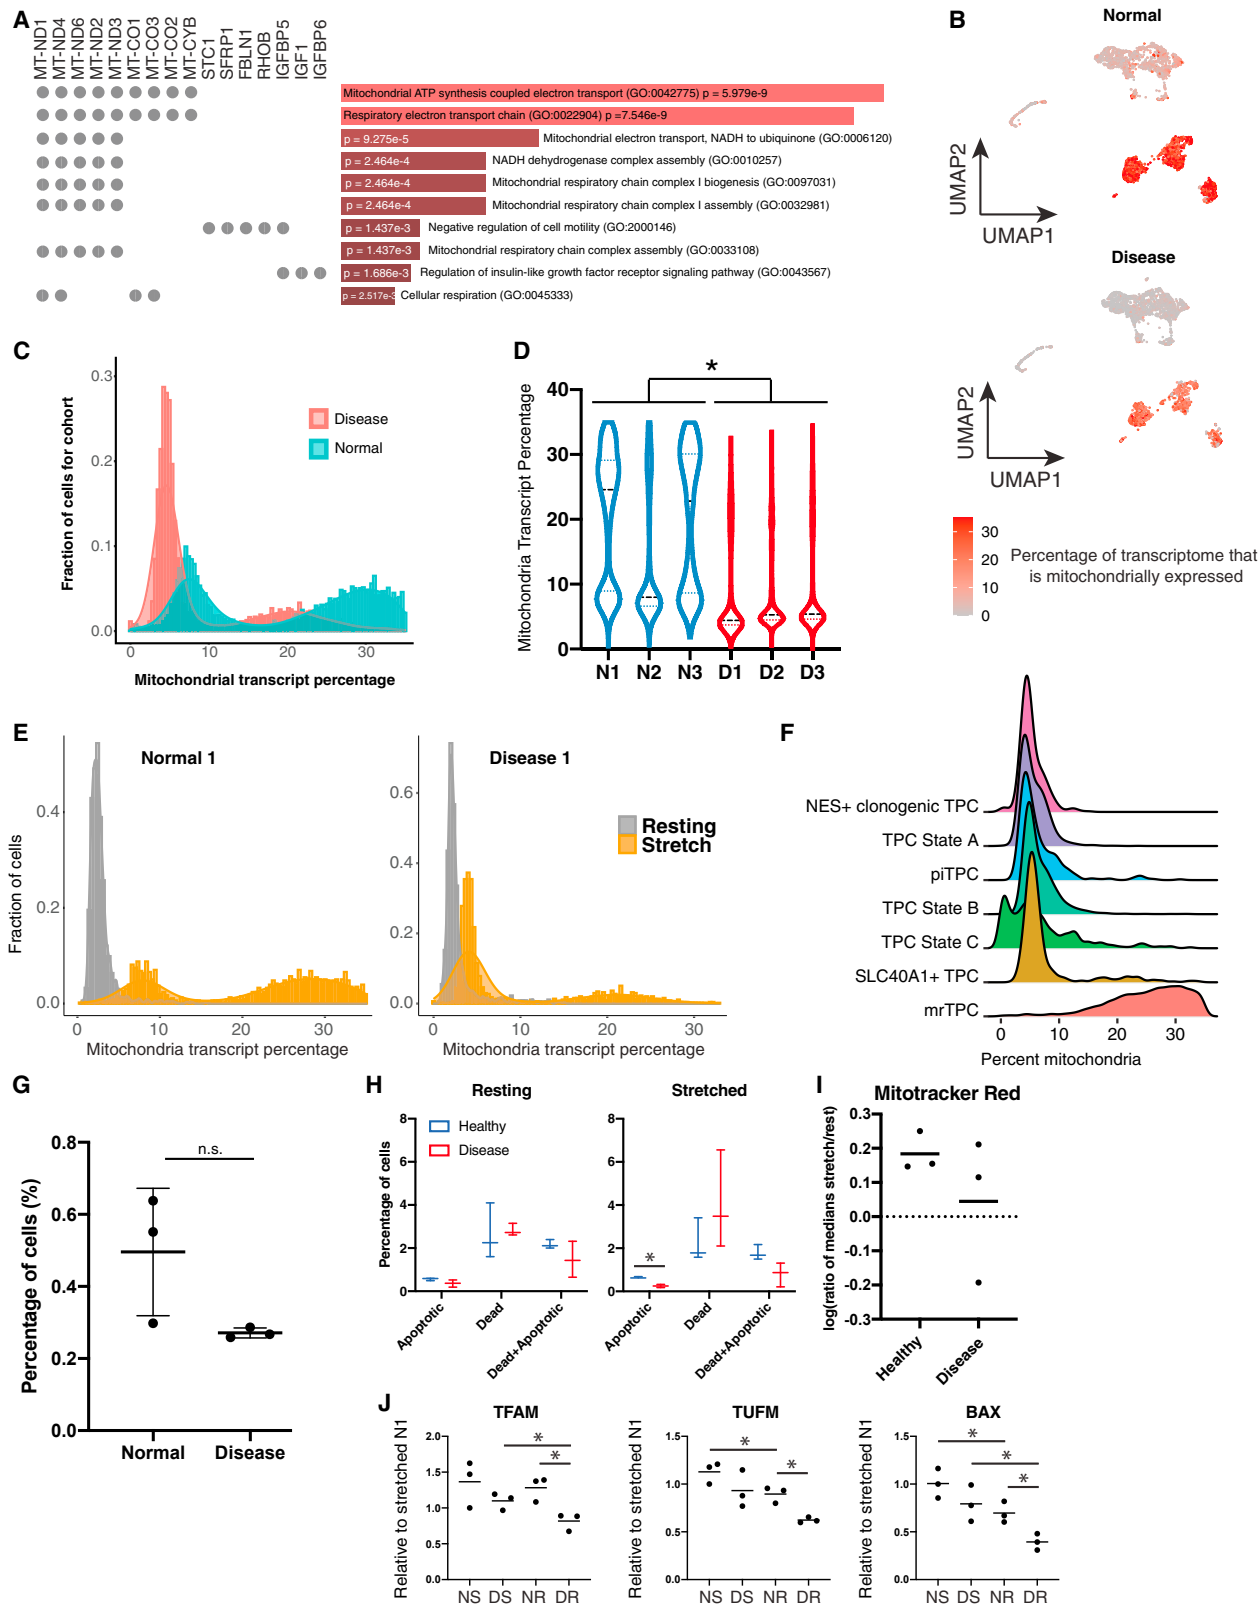 A
MT-ND1
MT-ND4
MT-ND6
MT-ND2
MT-ND3
MT-CO1
MT-CO3
MT-CO2
MT-CYB
STC1
SFRP1
FBLN1
RHOB
IGFBP5
IGF1
IGFBP6
Mitochondrial ATP synthesis coupled electron transport (GO:0042775) p = 5.979e-9
Respiratory electron transport chain (GO:0022904) p =7.546e-9
p = 9.275e-5 Mitochondrial electron transport, NADH to ubiquinone (GO:0006120)
p = 2.464e-4 NADH dehydrogenase complex assembly (GO:0010257)
p = 2.464e-4 Mitochondrial respiratory chain complex I biogenesis (GO:0097031)
p = 2.464e-4 Mitochondrial respiratory chain complex I assembly (GO:0032981)
p = 1.437e-3 Negative regulation of cell motility (GO:2000146)
p = 1.437e-3 Mitochondrial respiratory chain complex assembly (GO:0033108)
p = 1.686e-3 Regulation of insulin-like growth factor receptor signaling pathway (GO:0043567)
p = 2.517e-3 Cellular respiration (GO:0045333)
B
Normal
UMAP2
UMAP1
Disease
UMAP2
UMAP1
30
20
10
0
Percentage of transcriptome that
is mitochondrially expressed
C
Fraction of cells for cohort
0.3
0.2
0.1
0.0
Disease
Normal
0 10 20 30
Mitochondrial transcript percentage
D
Mitochondria Transcript Percentage
40
30
20
10
0
*
N1 N2 N3 D1 D2 D3
E
Fraction of cells
Normal 1
0.4
0.2
0.0
0 10 20 30
Mitochondria transcript percentage
Disease 1
0.6
0.4
0.2
0.0
Resting
Stretch
0 10 20 30
Mitochondria transcript percentage
F
NES+ clonogenic TPC
TPC State A
piTPC
TPC State B
TPC State C
SLC40A1+ TPC
mrTPC
0 10 20 30
Percent mitochondria
G
Percentage of cells (%)
0.8
0.6
0.4
0.2
0.0
n.s.
Normal Disease
H
Percentage of cells
Resting
8
6
4
2
0
Healthy
Disease
Apoptotic
Dead
Dead+Apoptotic
Stretched
8
6
4
2
0
*
Apoptotic
Dead
Dead+Apoptotic
I
Mitotracker Red
log(ratio of medians stretch/rest)
0.3
0.2
0.1
0.0
-0.1
-0.2
-0.3
Healthy
Disease
J
TFAM
Relative to stretched N1
2.0
1.5
1.0
0.5
0.0
*
*
NS DS NR DR
TUFM
Relative to stretched N1
1.5
1.0
0.5
0.0
*
*
NS DS NR DR
BAX
Relative to stretched N1
1.5
1.0
0.5
0.0
*
*
*
NS DS NR DR